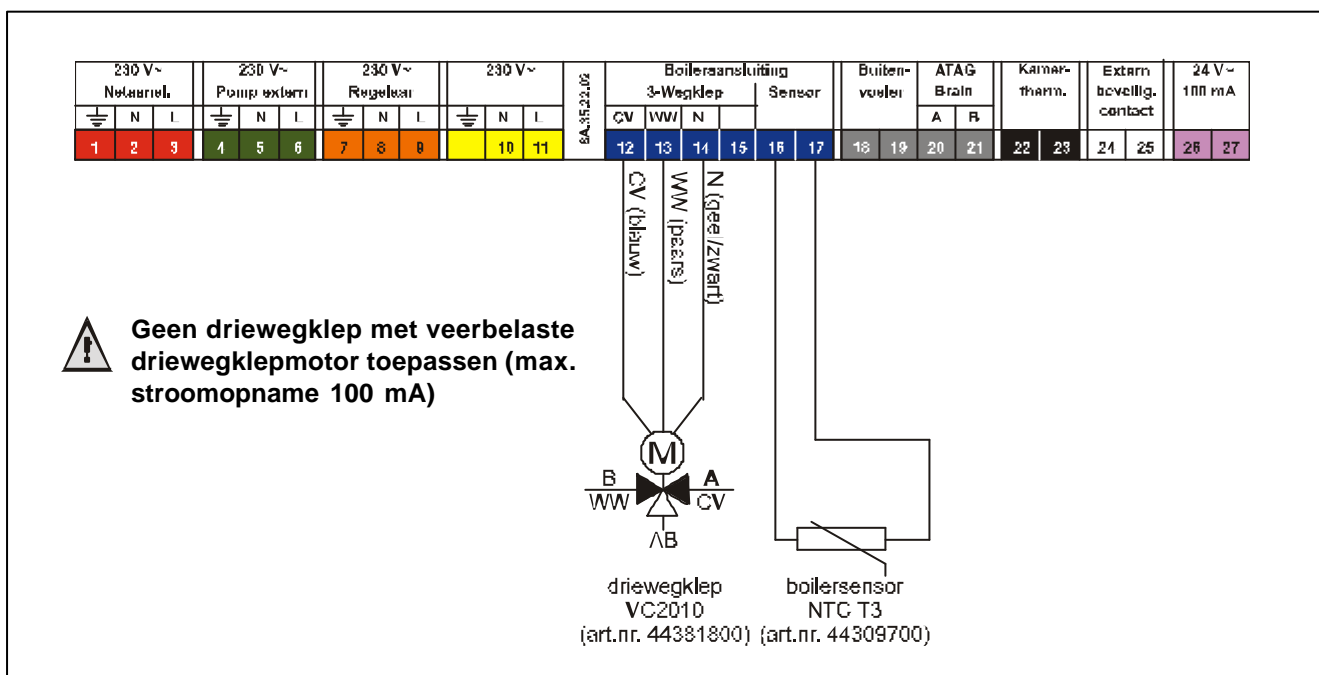 230 V~ 230 V~ 230 V~ 230 V~ Boileraansluiting Buiten- ATAG Kamer- Extern 24 V~
Netaansl. Pomp extern Regelaar 3-Wegklep Sensor voeler Brain therm. beveilig. 100 mA
contact
N L N L N L N L CV WW N A B
1 2 3 4 5 6 7 8 9 10 11 12 13 14 15 16 17 18 19 20 21 22 23 24 25 26 27
CV (blauw)
WW (paars)
N (geel/zwart)
Geen driewegklep met veerbelaste
driewegklepmotor toepassen (max.
stroomopname 100 mA)
M
B A
WW CV
AB
driewegklep boilersensor
VC2010 NTC T3
(art.nr. 44381800) (art.nr. 44309700)